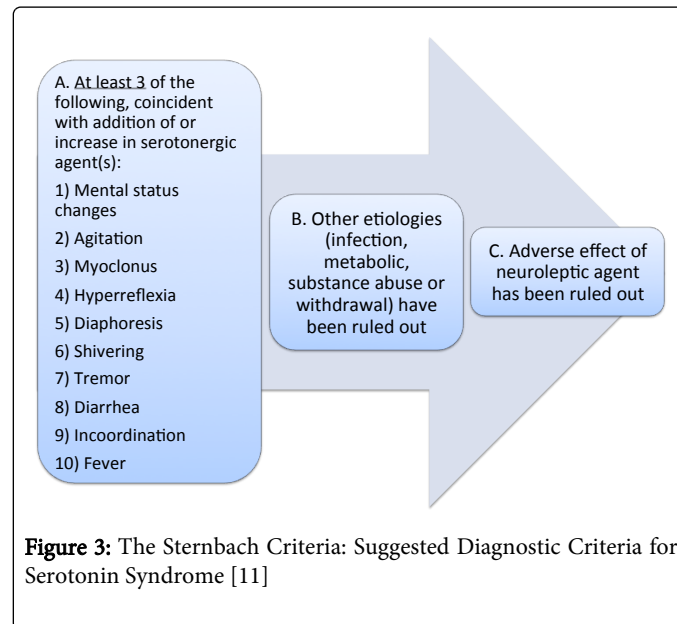 A. At least 3 of the
following, coincident
with addition of or
increase in serotonergic
agent(s):
1) Mental status
changes
2) Agitation
3) Myoclonus
4) Hyperreflexia
5) Diaphoresis
6) Shivering
7) Tremor
8) Diarrhea
9) Incoordination
10) Fever
B. Other etiologies
(infection,
metabolic,
substance abuse or
withdrawal) have
been ruled out
C. Adverse effect of
neuroleptic agent
has been ruled out
Figure 3: The Sternbach Criteria: Suggested Diagnostic Criteria for
Serotonin Syndrome [11]